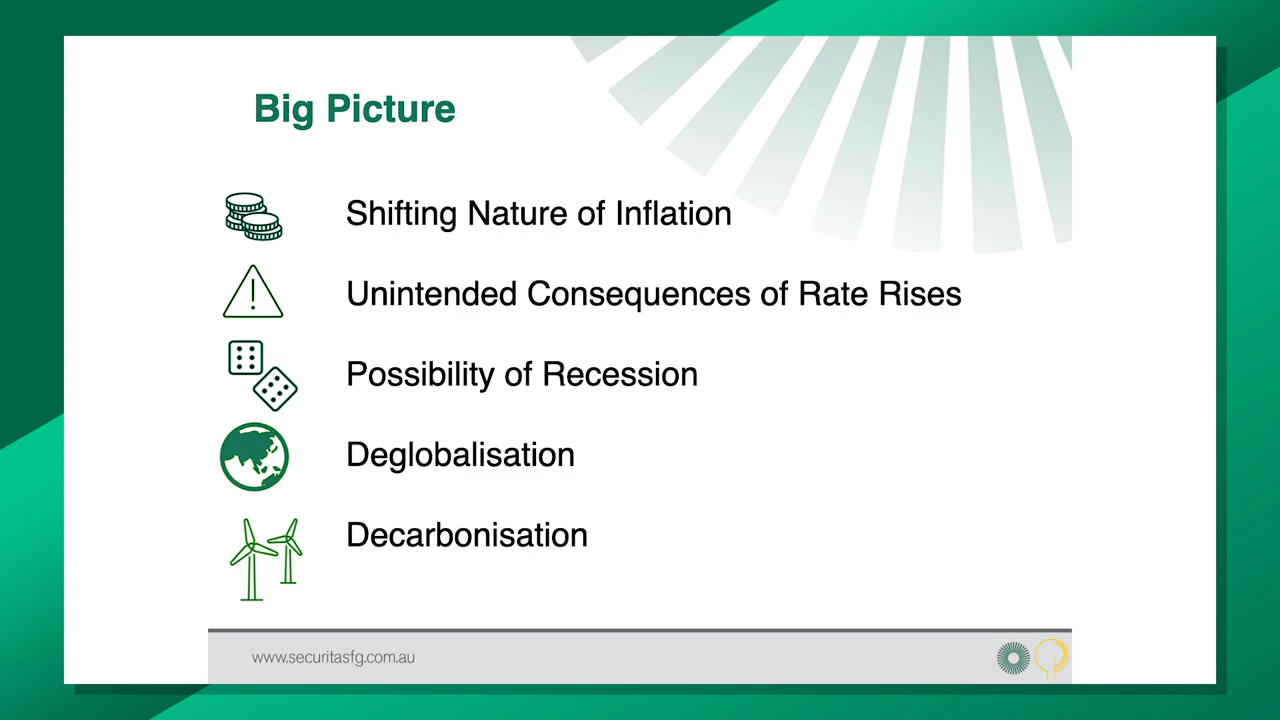 Big Picture
Shifting Nature of Inflation
Unintended Consequences of Rate Rises
Possibility of Recession
Deglobalisation
Decarbonisation
www.securitasfg.com.au